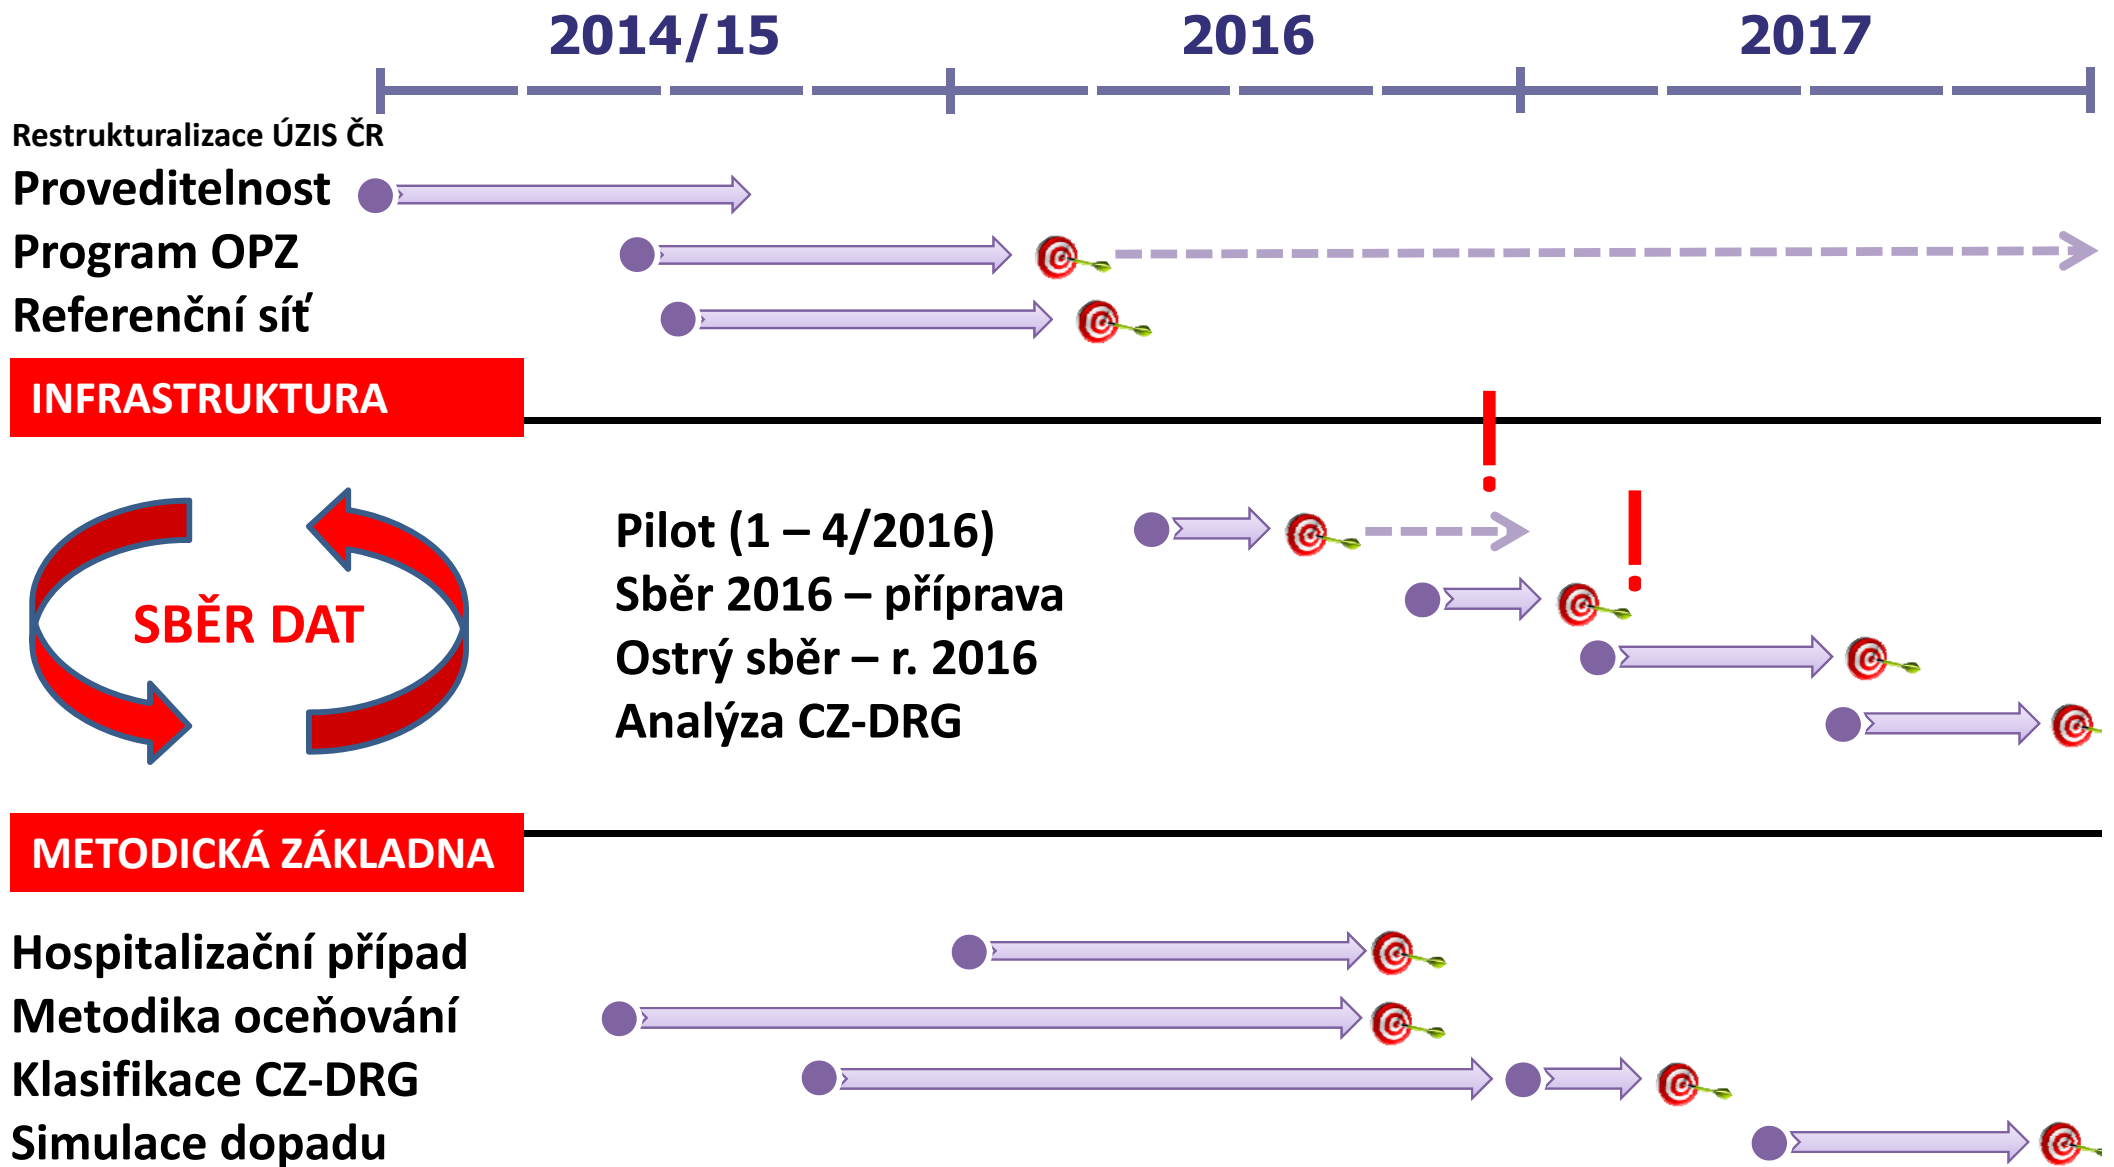 2014/15 2016 2017
Restrukturalizace ÚZIS ČR
Proveditelnost
Program OPZ
Referenční síť
INFRASTRUKTURA
!
!
SBĚR DAT
Pilot (1 – 4/2016)
Sběr 2016 – příprava
Ostrý sběr – r. 2016
Analýza CZ-DRG
METODICKÁ ZÁKLADNA
Hospitalizační případ
Metodika oceňování
Klasifikace CZ-DRG
Simulace dopadu